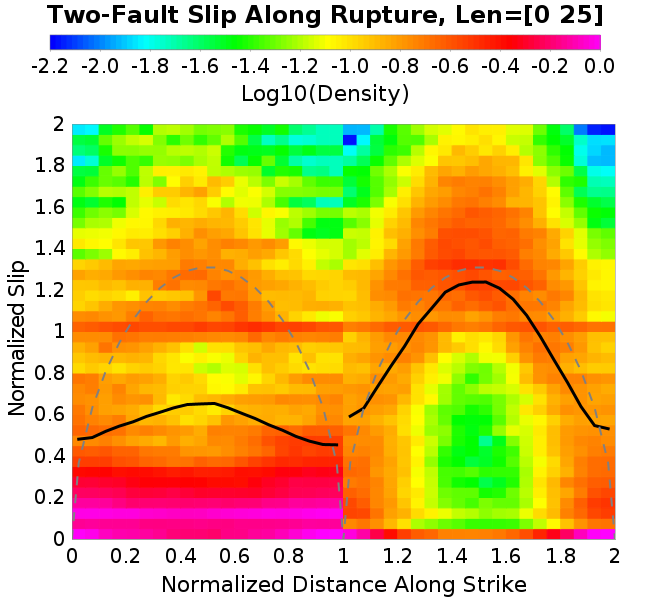 Two-Fault Slip Along Rupture, Len=[0 25]
-2.2 -2.0 -1.8 -1.6 -1.4 -1.2 -1.0 -0.8 -0.6 -0.4 -0.2 0.0
Log10(Density)
2
1.8
1.6
1.4
1.2
1
0.8
0.6
0.4
0.2
0
Normalized Slip
0 0.2 0.4 0.6 0.8 1 1.2 1.4 1.6 1.8 2
Normalized Distance Along Strike